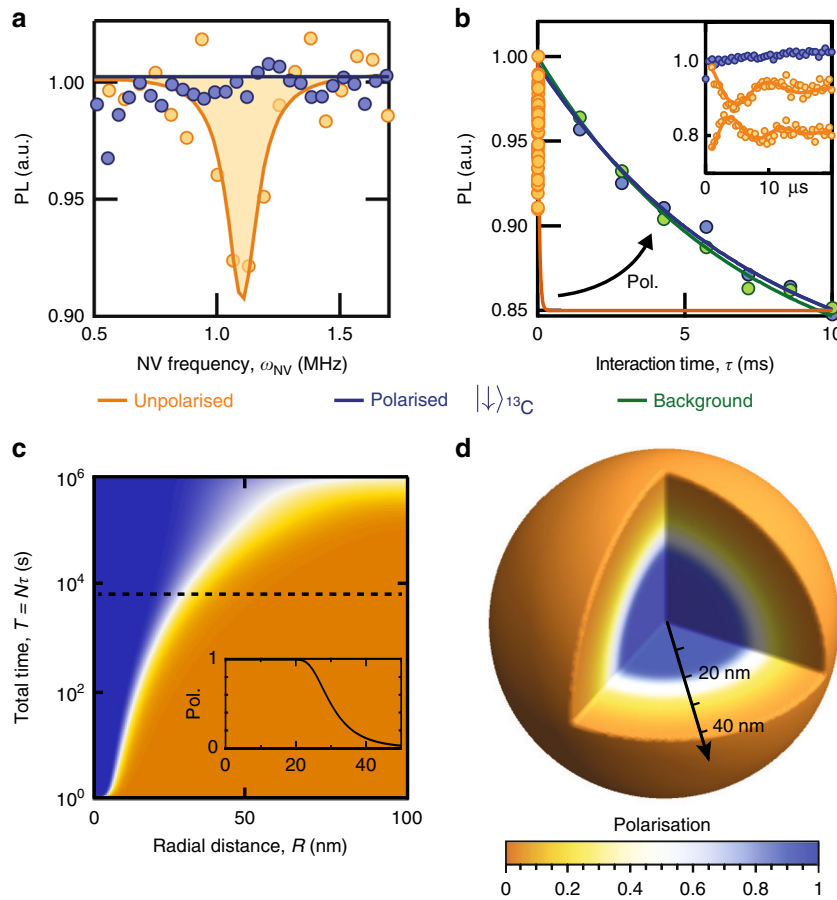 a
PL (a.u.)
1.00
0.95
0.90
0.5
1.0
1.5
NV frequency, ωNV (MHz)
b
PL (a.u.)
1.00
0.95
0.90
0.85
0
5
10
Interaction time, τ (ms)
Pol.
1.0
0.8
0
10
μs
Unpolarised
Polarised |↓⟩13C
Background
c
Total time, T = Nτ (s)
10^6
10^4
10^2
10^0
0
50
100
Radial distance, R (nm)
Pol.
1
0
0
20
40
d
20 nm
40 nm
Polarisation
0 0.2 0.4 0.6 0.8 1